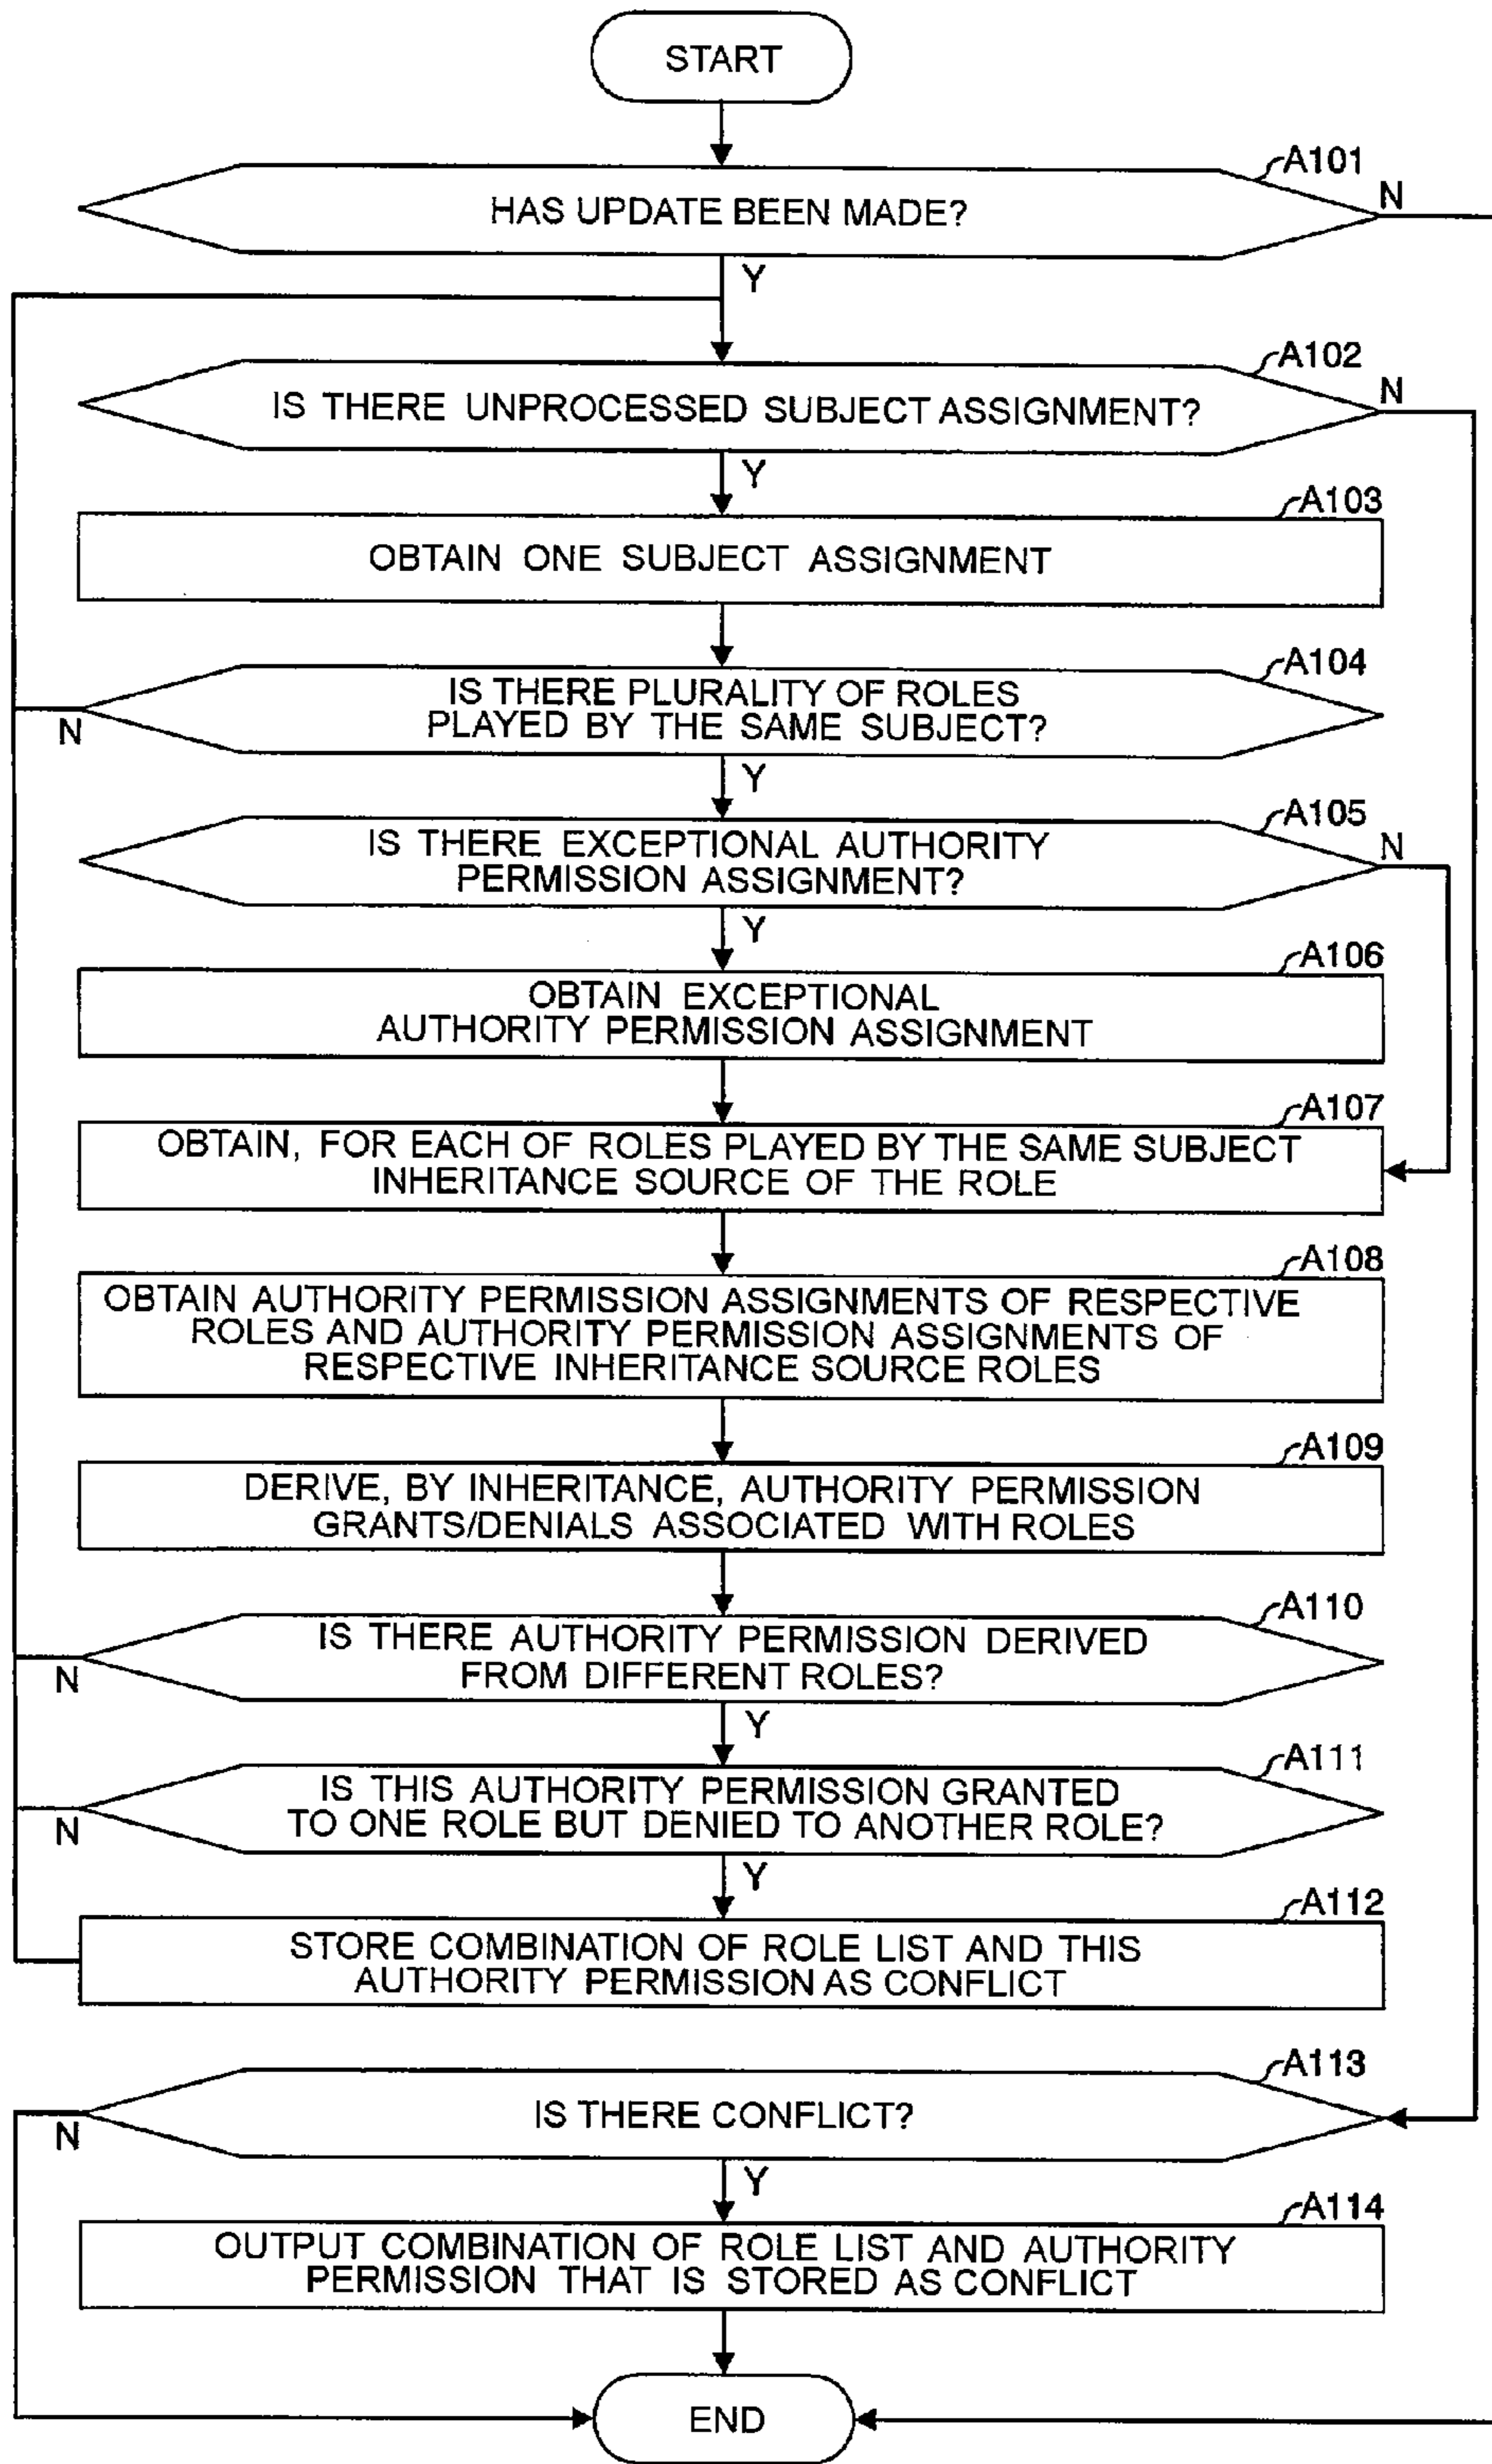 START
A101
HAS UPDATE BEEN MADE?
N
Y
A102
IS THERE UNPROCESSED SUBJECT ASSIGNMENT?
N
Y
A103
OBTAIN ONE SUBJECT ASSIGNMENT
A104
IS THERE PLURALITY OF ROLES
PLAYED BY THE SAME SUBJECT?
N
Y
A105
IS THERE EXCEPTIONAL AUTHORITY
PERMISSION ASSIGNMENT?
N
Y
A106
OBTAIN EXCEPTIONAL
AUTHORITY PERMISSION ASSIGNMENT
A107
OBTAIN, FOR EACH OF ROLES PLAYED BY THE SAME SUBJECT
INHERITANCE SOURCE OF THE ROLE
A108
OBTAIN AUTHORITY PERMISSION ASSIGNMENTS OF RESPECTIVE
ROLES AND AUTHORITY PERMISSION ASSIGNMENTS OF
RESPECTIVE INHERITANCE SOURCE ROLES
A109
DERIVE, BY INHERITANCE, AUTHORITY PERMISSION
GRANTS/DENIALS ASSOCIATED WITH ROLES
A110
IS THERE AUTHORITY PERMISSION DERIVED
FROM DIFFERENT ROLES?
N
Y
A111
IS THIS AUTHORITY PERMISSION GRANTED
TO ONE ROLE BUT DENIED TO ANOTHER ROLE?
N
Y
A112
STORE COMBINATION OF ROLE LIST AND THIS
AUTHORITY PERMISSION AS CONFLICT
A113
IS THERE CONFLICT?
N
Y
A114
OUTPUT COMBINATION OF ROLE LIST AND AUTHORITY
PERMISSION THAT IS STORED AS CONFLICT
END